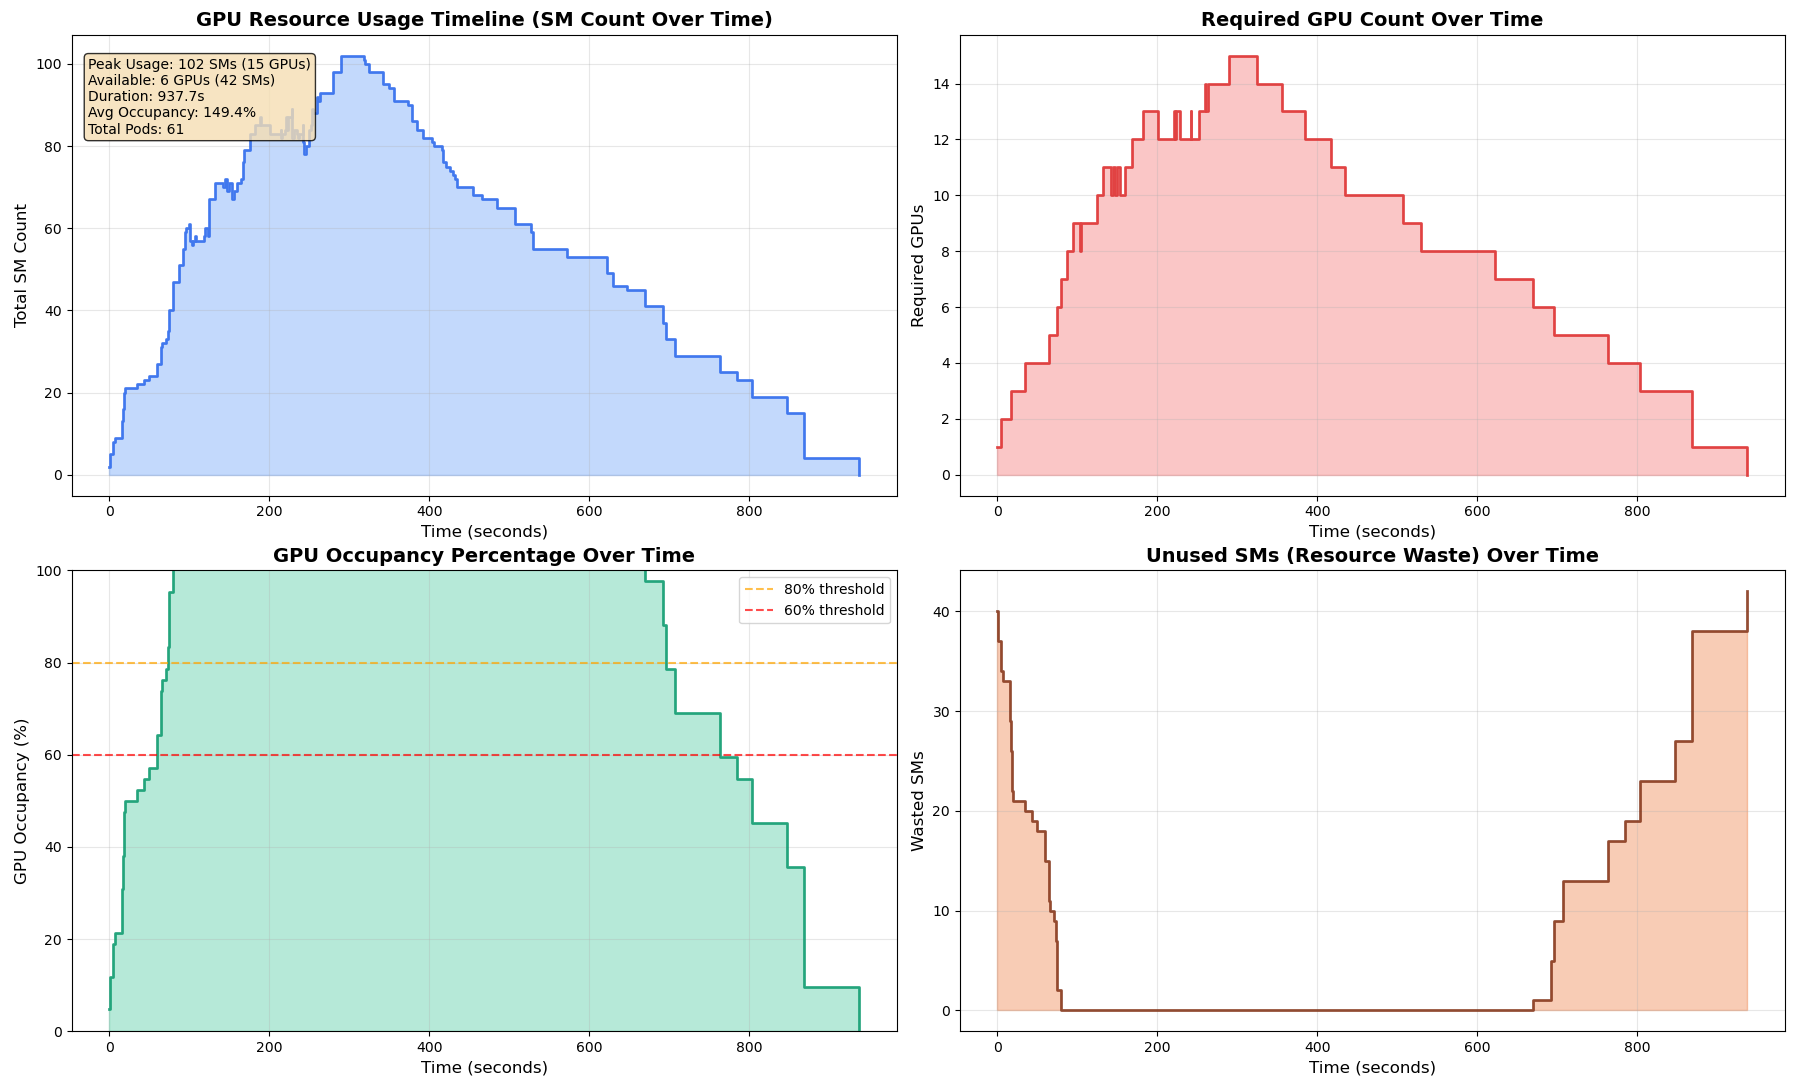 GPU Resource Usage Timeline (SM Count Over Time)
Peak Usage: 102 SMs (15 GPUs)
Available: 6 GPUs (42 SMs)
Duration: 937.7s
Avg Occupancy: 149.4%
Total Pods: 61
Total SM Count
100
80
60
40
20
0
0 200 400 600 800
Time (seconds)
Required GPU Count Over Time
Required GPUs
14
12
10
8
6
4
2
0
0 200 400 600 800
Time (seconds)
GPU Occupancy Percentage Over Time
80% threshold
60% threshold
GPU Occupancy (%)
100
80
60
40
20
0
0 200 400 600 800
Time (seconds)
Unused SMs (Resource Waste) Over Time
Wasted SMs
40
30
20
10
0
0 200 400 600 800
Time (seconds)